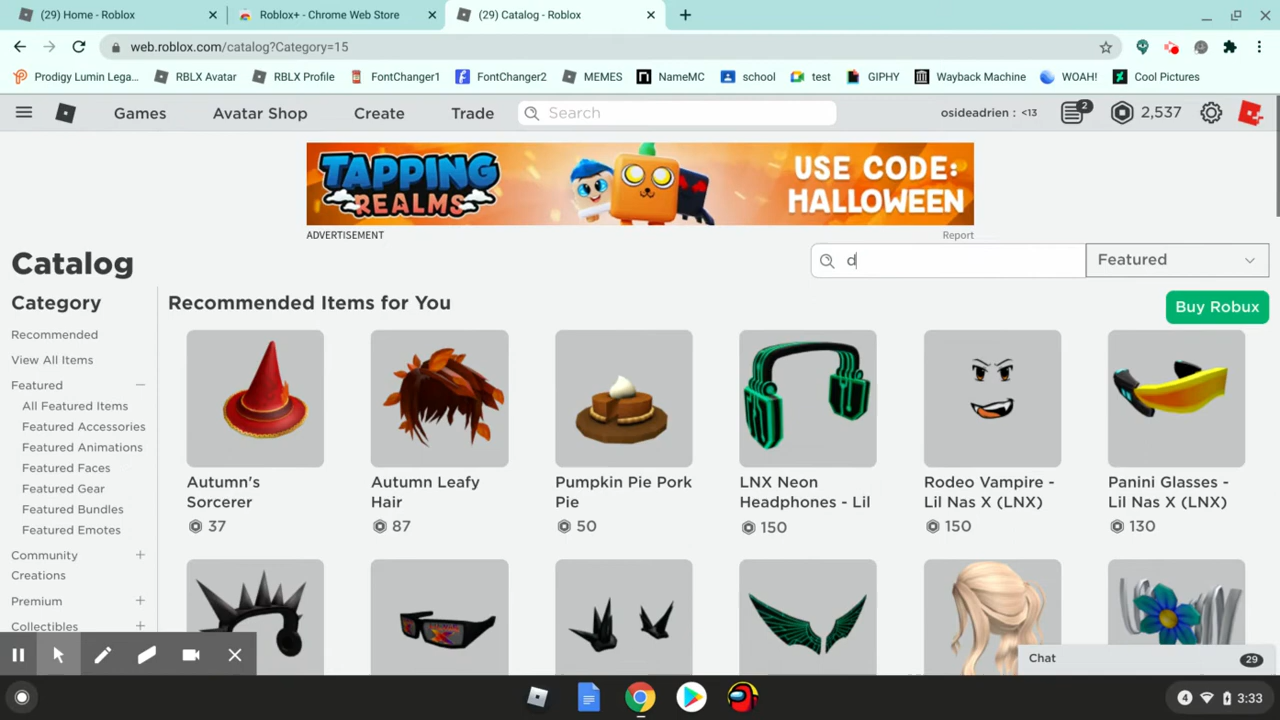 (29) Home - Roblox
Roblox+ - Chrome Web Store
(29) Catalog - Roblox
web.roblox.com/catalog?Category=15
Prodigy Lumin Lega...
RBLX Avatar
RBLX Profile
FontChanger1
FontChanger2
MEMES
NameMC
school
test
GIPHY
Wayback Machine
WOAH!
Cool Pictures
Games
Avatar Shop
Create
Trade
Search
osideadrien : <13
2
2,537
TAPPING
REALMS
USE CODE:
HALLOWEEN
ADVERTISEMENT
Report
Catalog
d
Featured
Category
Recommended Items for You
Buy Robux
Recommended
View All Items
Featured
All Featured Items
Featured Accessories
Featured Animations
Featured Faces
Featured Gear
Featured Bundles
Featured Emotes
Community
Creations
Premium
Collectibles
Autumn's
Sorcerer
37
Autumn Leafy
Hair
87
Pumpkin Pie Pork
Pie
50
LNX Neon
Headphones - Lil
150
Rodeo Vampire -
Lil Nas X (LNX)
150
Panini Glasses -
Lil Nas X (LNX)
130
Chat
29
4
3:33